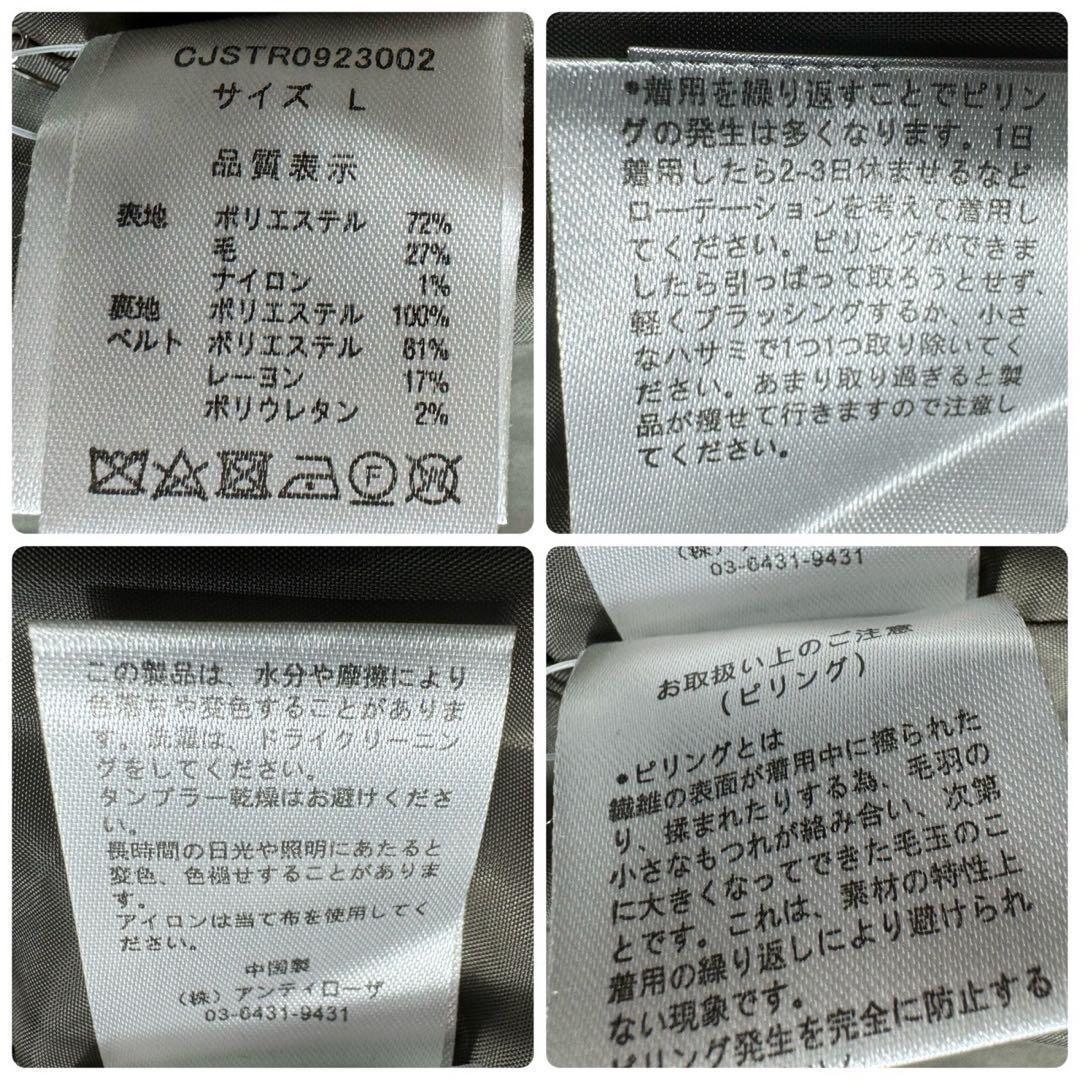 CJSTR0923002
サイズ L
品質表示
表地 ポリエステル 72%
毛 27%
ナイロン 1%
裏地 ポリエステル 100%
ベルト ポリエステル 81%
レーヨン 17%
ポリウレタン 2%
F
W
•着用を繰り返すことでピリン
グの発生は多くなります。1日
着用したら2-3日休ませるなど
ローテーションを考えて着用し
てください。ピリングができま
したら引っぱって取ろうとせず、
軽くブラッシングするか、小さ
なハサミで1つ1つ取り除いてく
ださい。あまり取り過ぎると製
品が痩せて行きますので注意し
てください。
この製品は、水分や摩擦により
色落ちや変色することがありま
す。洗濯は、ドライクリーニン
グをしてください。
タンブラー乾燥はお避けくださ
い。
長時間の日光や照明にあたると
変色、色褪せすることがありま
す。
アイロンは当て布を使用してく
ださい。
中国製
(株) アンティローザ
03-6431-9431
(株)
03-6431-9431
お取扱い上のご注意
(ピリング)
•ピリングとは
繊維の表面が着用中に擦られた
り、揉まれたりする為、毛羽の
小さなもつれが絡み合い、次第
に大きくなってできた毛玉のこ
とです。これは、素材の特性上
着用の繰り返しにより避けられ
ない現象です。
ピリング発生を完全に防止する